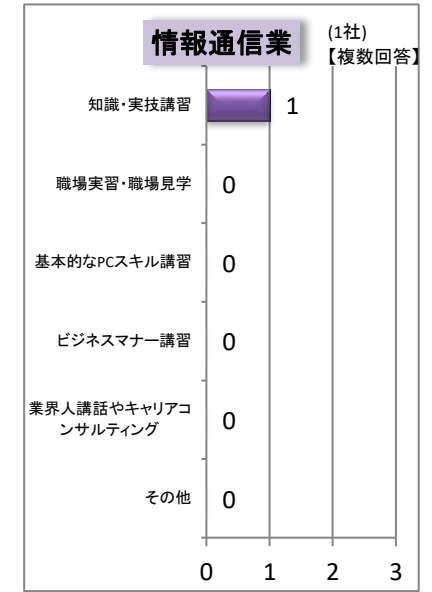 情報通信業
(1社)
【複数回答】
知識・実技講習
1
職場実習・職場見学
0
基本的なPCスキル講習
0
ビジネスマナー講習
0
業界人講話やキャリアコ
ンサルティング
0
その他
0
0 1 2 3